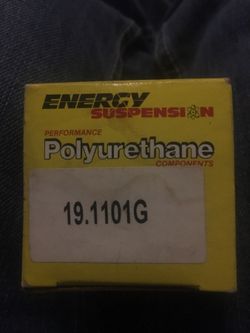 ENERGY
SUSPENSION
PERFORMANCE
Polyurethane
COMPONENTS
19.1101G